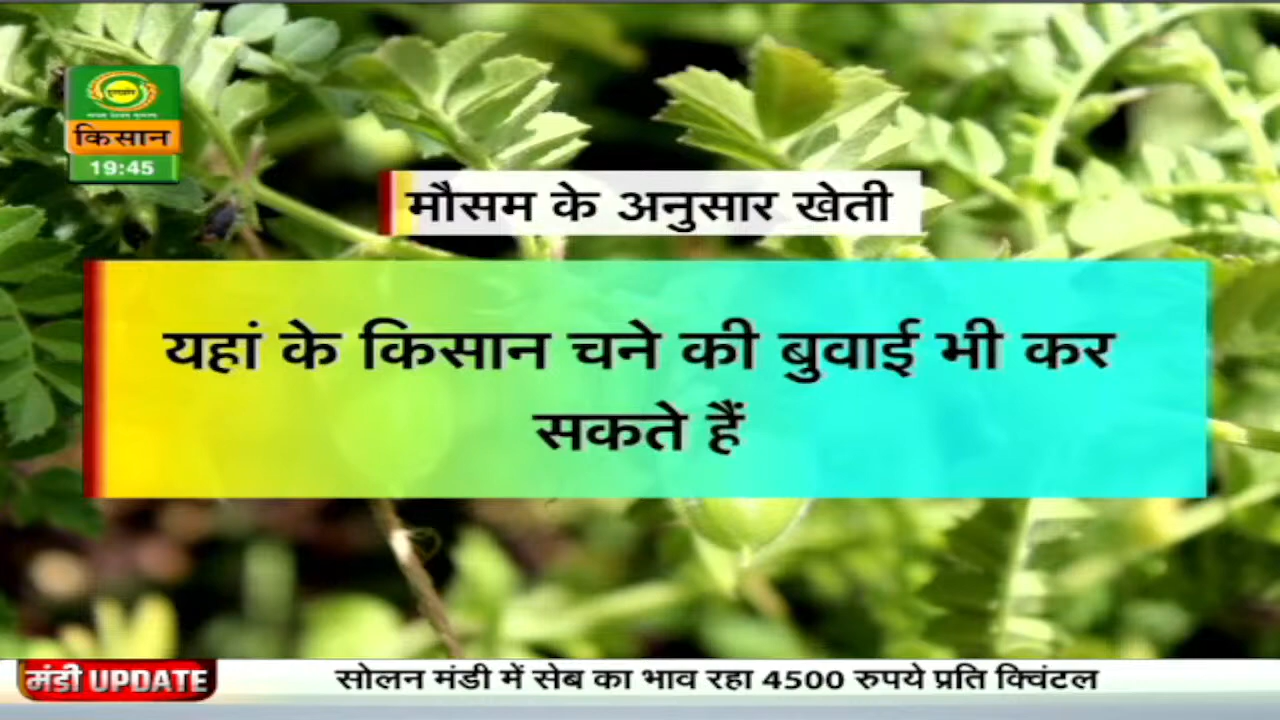 किसान
19:45
मौसम के अनुसार खेती
यहां के किसान चने की बुवाई भी कर
सकते हैं
मंडी UPDATE
सोलन मंडी में सेब का भाव रहा 4500 रुपये प्रति क्विंटल